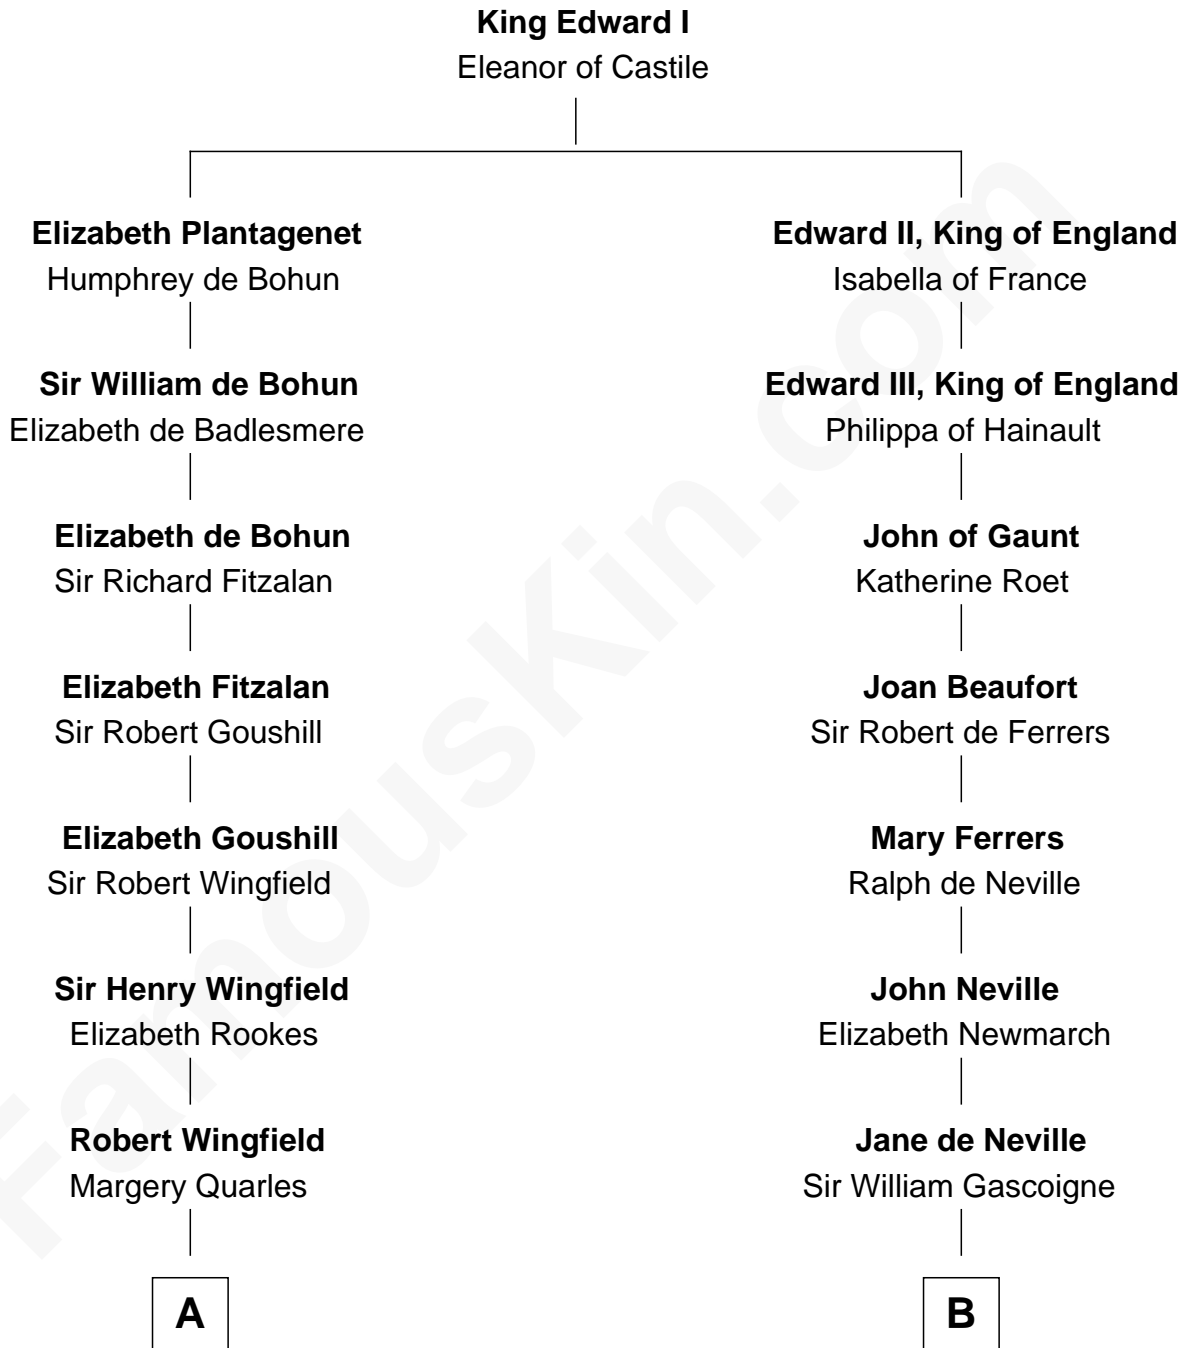 King Edward I
Eleanor of Castile
Elizabeth Plantagenet
Humphrey de Bohun
Edward II, King of England
Isabella of France
Sir William de Bohun
Elizabeth de Badlesmere
Edward III, King of England
Philippa of Hainault
Elizabeth de Bohun
Sir Richard Fitzalan
John of Gaunt
Katherine Roet
Elizabeth Fitzalan
Sir Robert Goushill
Joan Beaufort
Sir Robert de Ferrers
Elizabeth Goushill
Sir Robert Wingfield
Mary Ferrers
Ralph de Neville
Sir Henry Wingfield
Elizabeth Rookes
John Neville
Elizabeth Newmarch
Robert Wingfield
Margery Quarles
Jane de Neville
Sir William Gascoigne
A
B
FamousKin.com